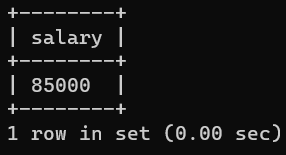 +--------+
| salary |
+--------+
| 85000  |
+--------+
1 row in set (0.00 sec)